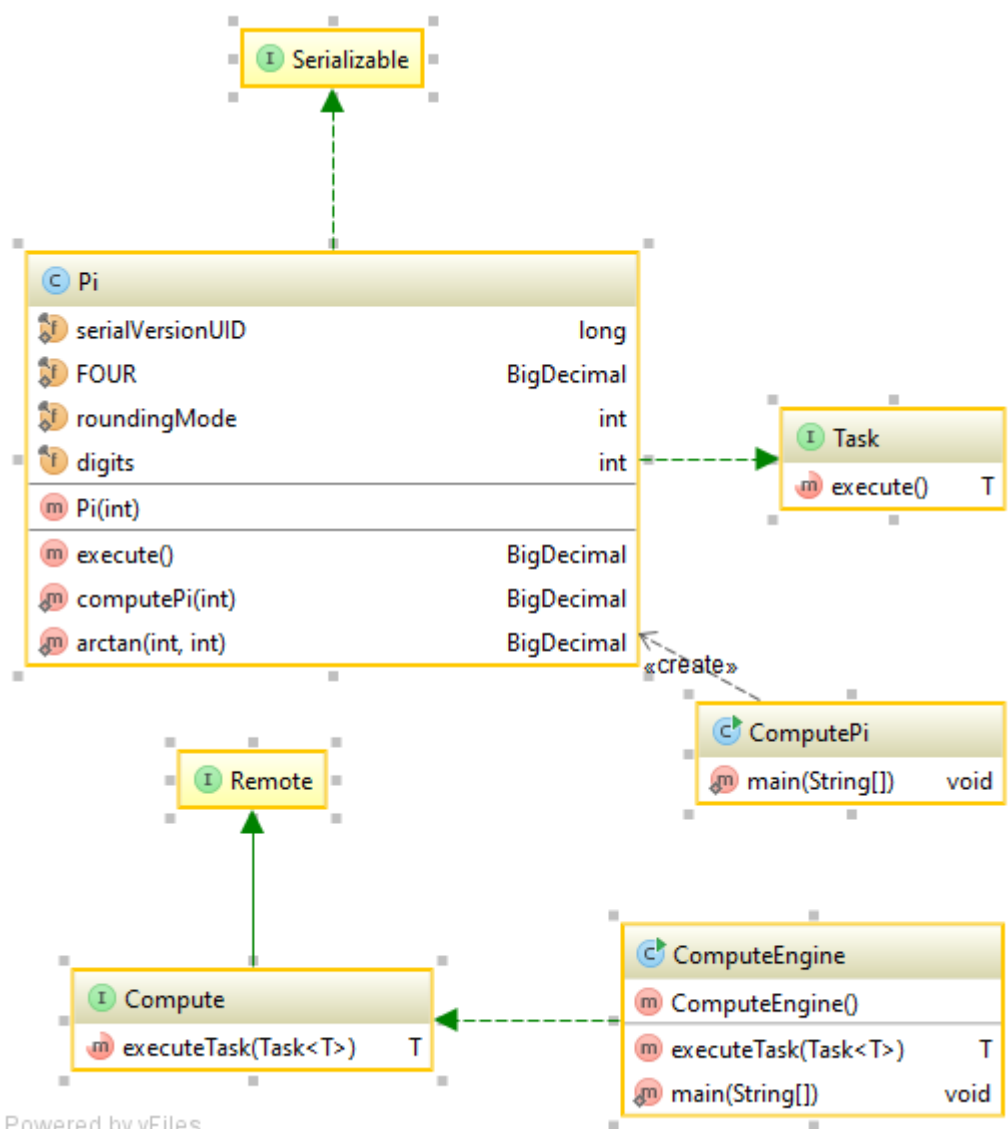 I Serializable
C Pi
f serialVersionUID long
f FOUR BigDecimal
f roundingMode int
f digits int
m Pi(int)
m execute() BigDecimal
m computePi(int) BigDecimal
m arctan(int, int) BigDecimal
I Task
m execute() T
«create»
C ComputePi
m main(String[]) void
I Remote
I Compute
m executeTask(Task<T>) T
C ComputeEngine
m ComputeEngine()
m executeTask(Task<T>) T
m main(String[]) void
Powered by yFiles